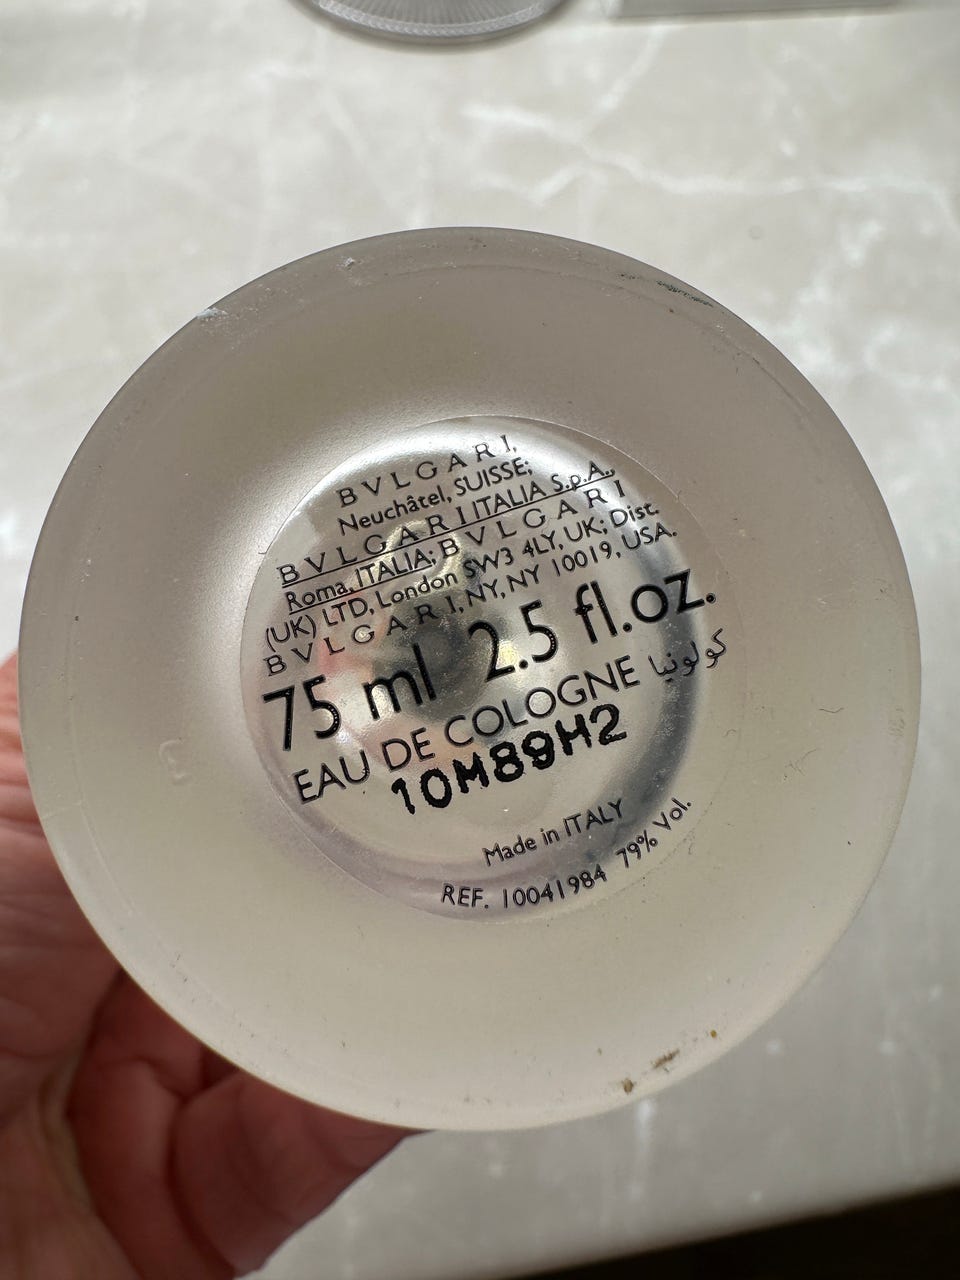 BVLGARI,
Neuchâtel, SUISSE;
BVLGARI ITALIA S.p.A.,
Roma, ITALIA; BVLGARI
(UK) LTD, London SW3 4LY, UK; Dist.
BVLGARI, NY, NY 10019, USA.
75 ml 2.5 fl.oz.
EAU DE COLOGNE كولونيا
10M89H2
Made in ITALY
REF. 10041984 79% Vol.